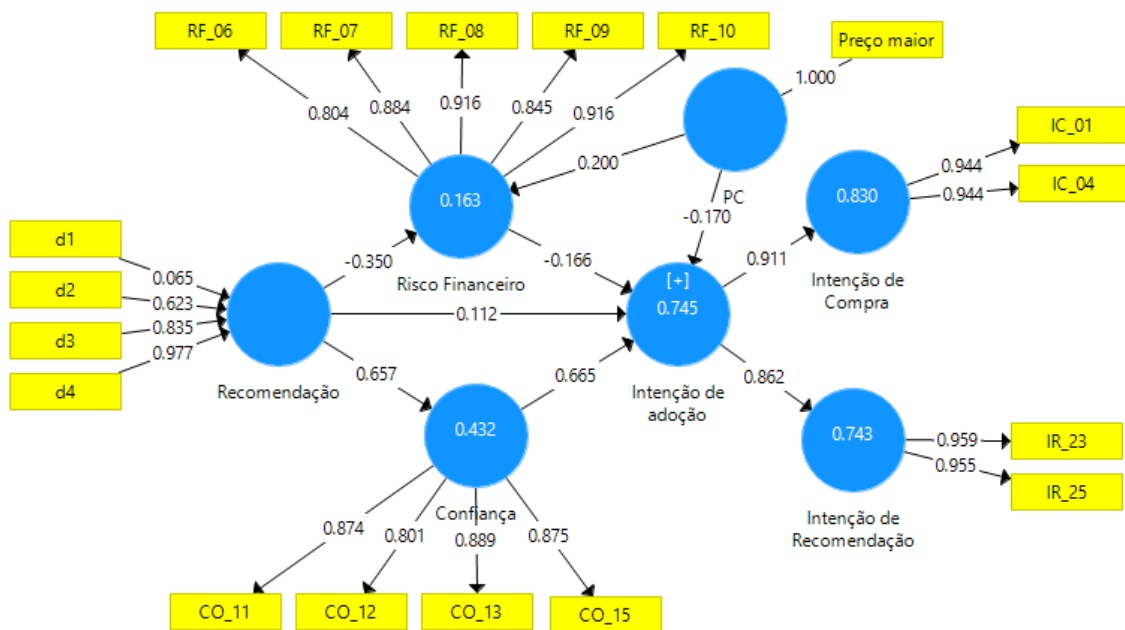 RF_06
RF_07
RF_08
RF_09
RF_10
Preço maior
0.804
0.884
0.916
0.845
0.916
1.000
IC_01
0.944
IC_04
0.944
0.200
0.163
Risco Financeiro
PC
-0.170
0.830
Intenção de
Compra
d1
d2
d3
d4
0.065
0.623
0.835
0.977
-0.350
-0.166
[+]
0.745
0.911
0.112
Recomendação
0.657
0.665
Intenção de
adoção
0.862
0.432
Confiança
0.743
Intenção de
Recomendação
0.959
IR_23
0.955
IR_25
0.874
0.801
0.889
0.875
CO_11
CO_12
CO_13
CO_15